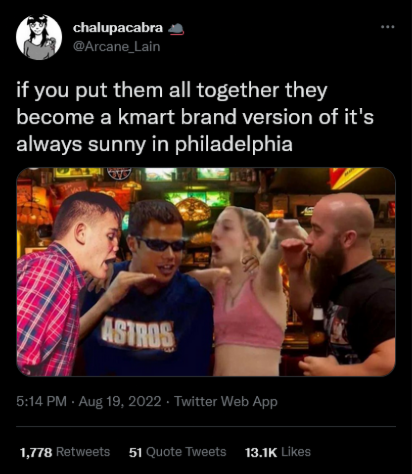 chalupacabra
@Arcane_Lain
if you put them all together they
become a kmart brand version of it's
always sunny in philadelphia
ASTROS
5:14 PM · Aug 19, 2022 · Twitter Web App
1,778 Retweets 51 Quote Tweets 13.1K Likes